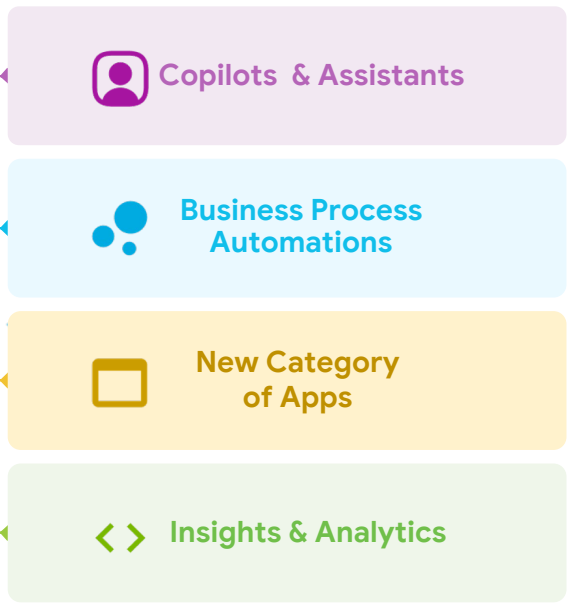 Copilots & Assistants
Business Process
Automations
New Category
of Apps
Insights & Analytics